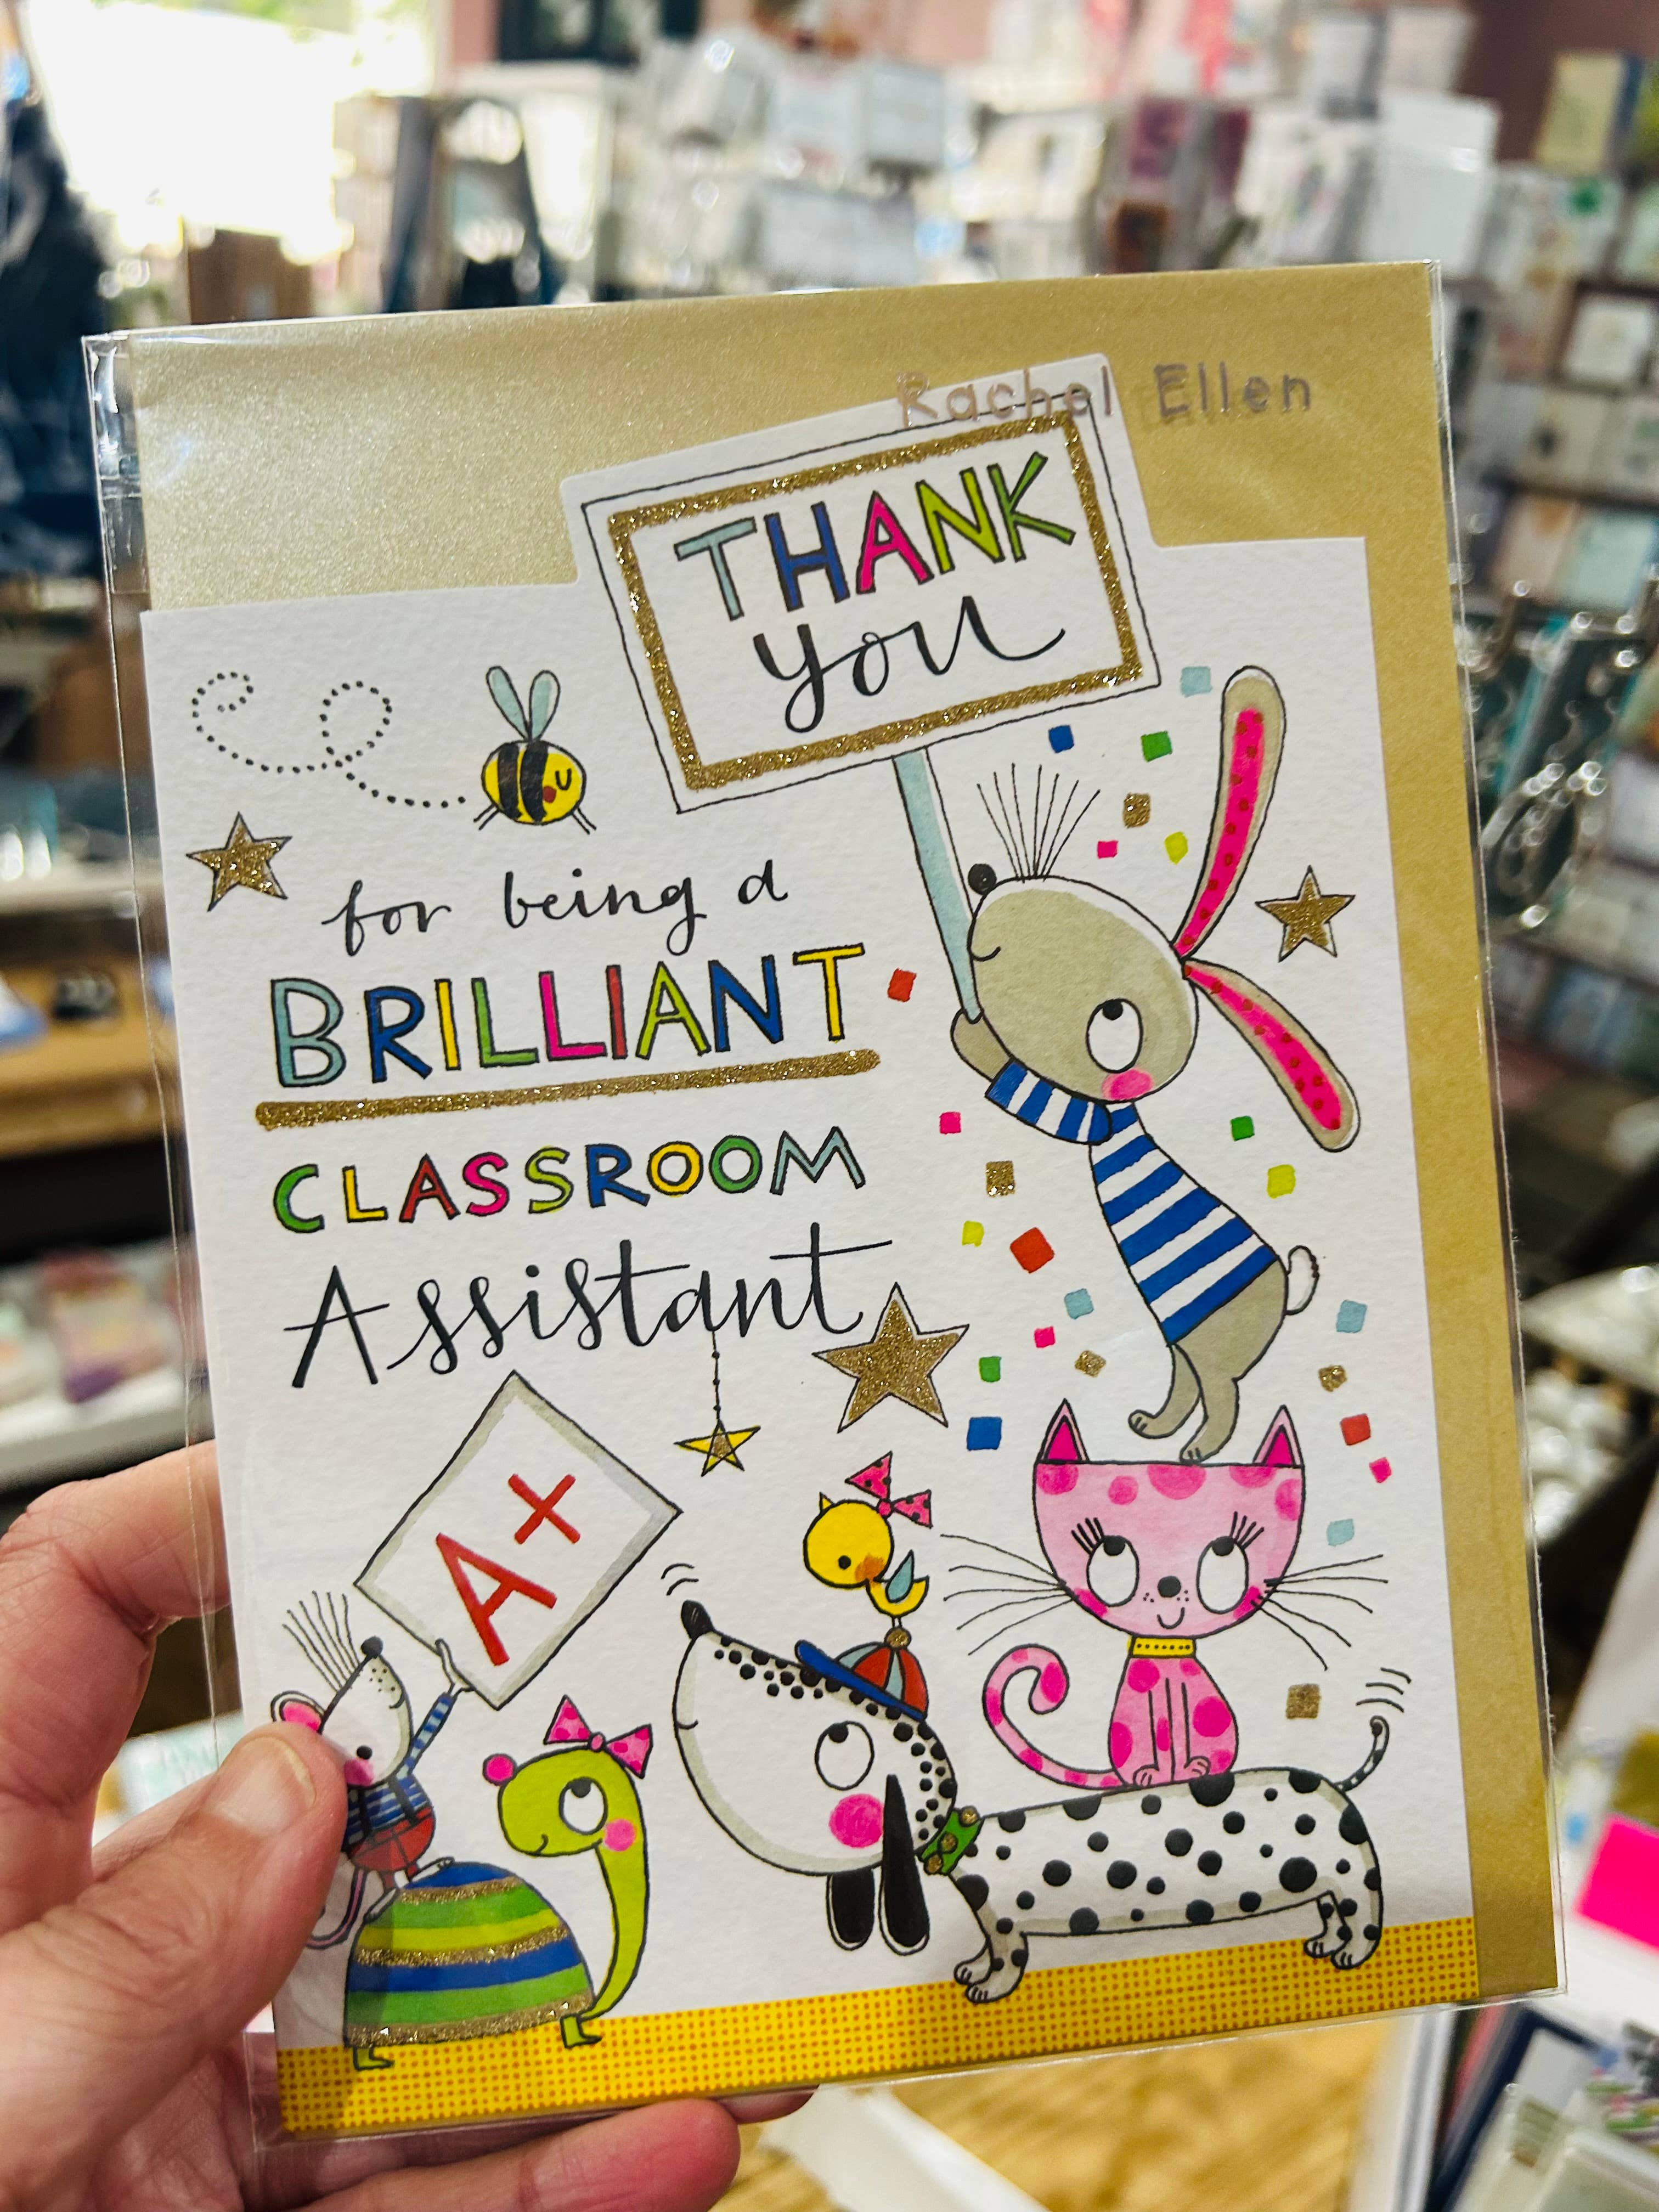 Rachel Ellen
THANK
you
for being a
BRILLIANT
CLASSROOM
Assistant
A+